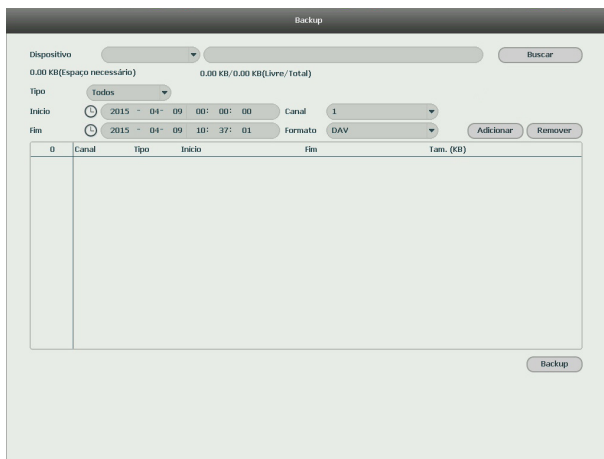 Backup
Dispositivo Buscar
0.00 KB(Espaço necessário) 0.00 KB/0.00 KB(Livre/Total)
Tipo Todos
Início 2015 - 04- 09 00: 00: 00 Canal 1
Fim 2015 - 04- 09 10: 37: 01 Formato DAV Adicionar Remover
0 Canal Tipo Início Fim Tam. (KB)
Backup